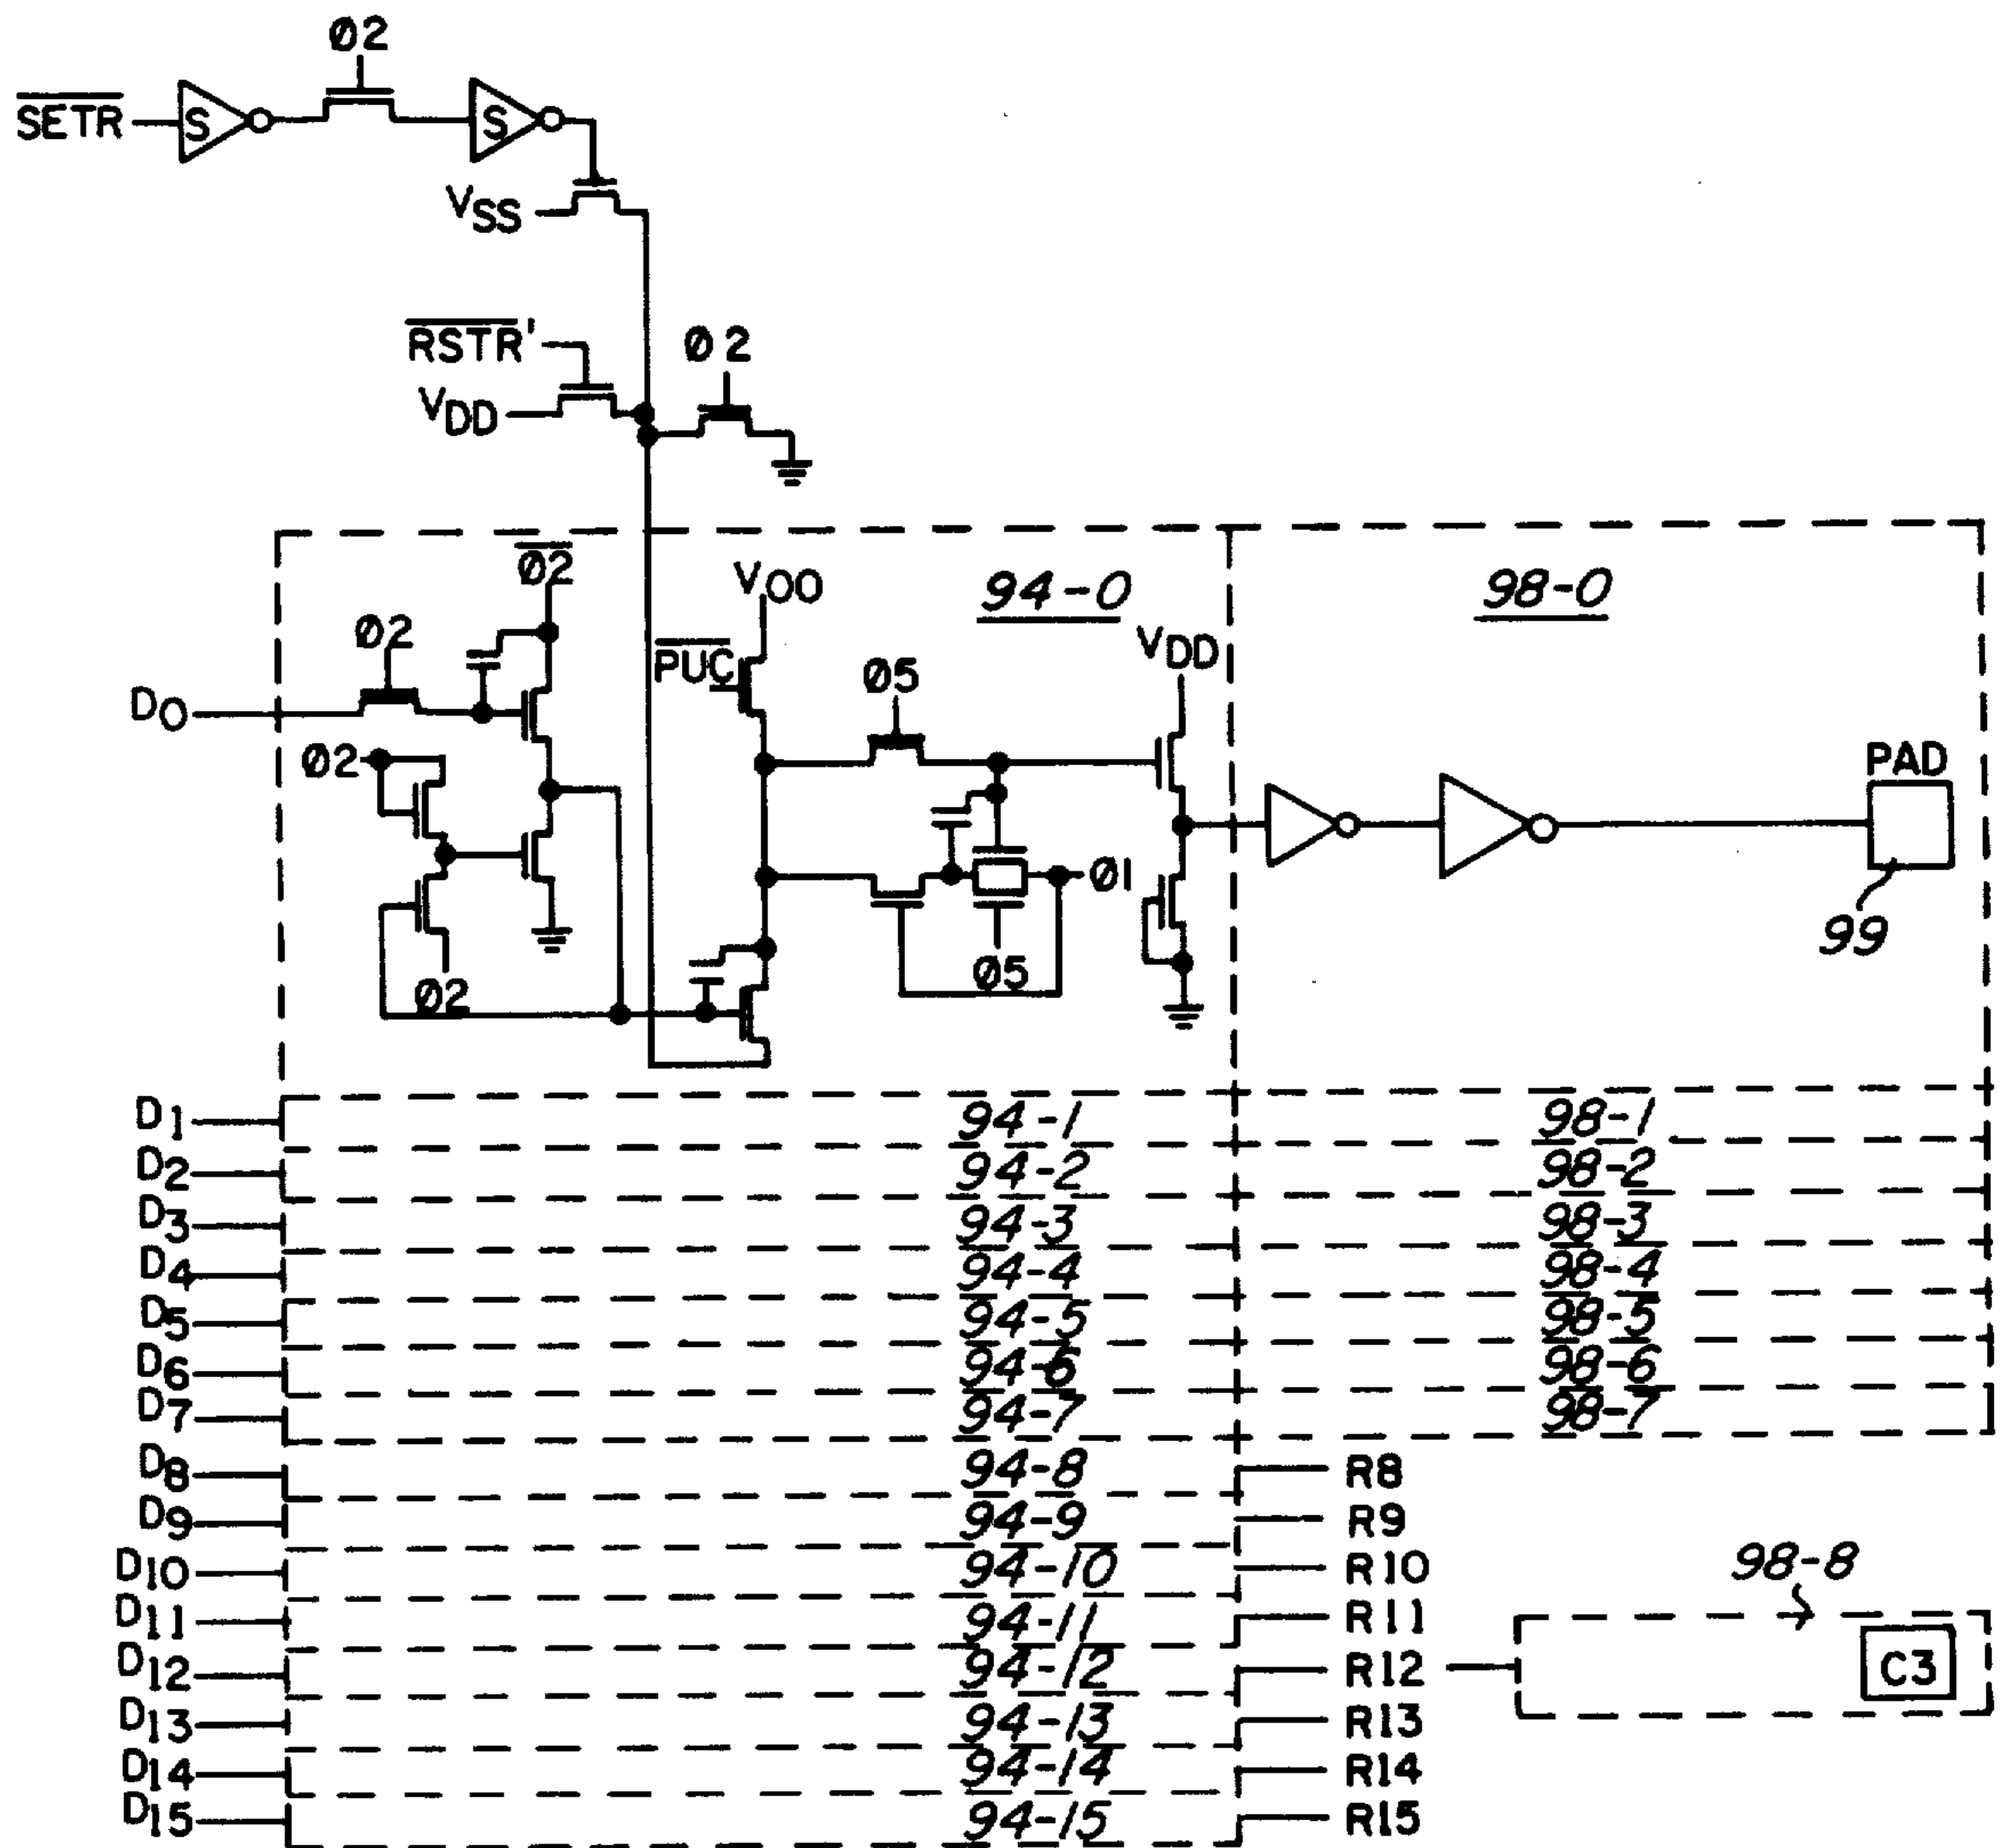 Ø2
SETR
S
S
VSS
RSTR'
Ø2
VDD
Ø2
VOO
94-0
98-0
Ø2
PUC
Ø5
VDD
D0
Ø2
PAD
Ø1
99
Ø2
Ø5
D1 94-1 98-1
D2 94-2 98-2
D3 94-3 98-3
D4 94-4 98-4
D5 94-5 98-5
D6 94-6 98-6
D7 94-7 98-7
D8 94-8 R8
D9 94-9 R9
D10 94-10 R10
98-8
D11 94-11 R11
D12 94-12 R12 C3
D13 94-13 R13
D14 94-14 R14
D15 94-15 R15